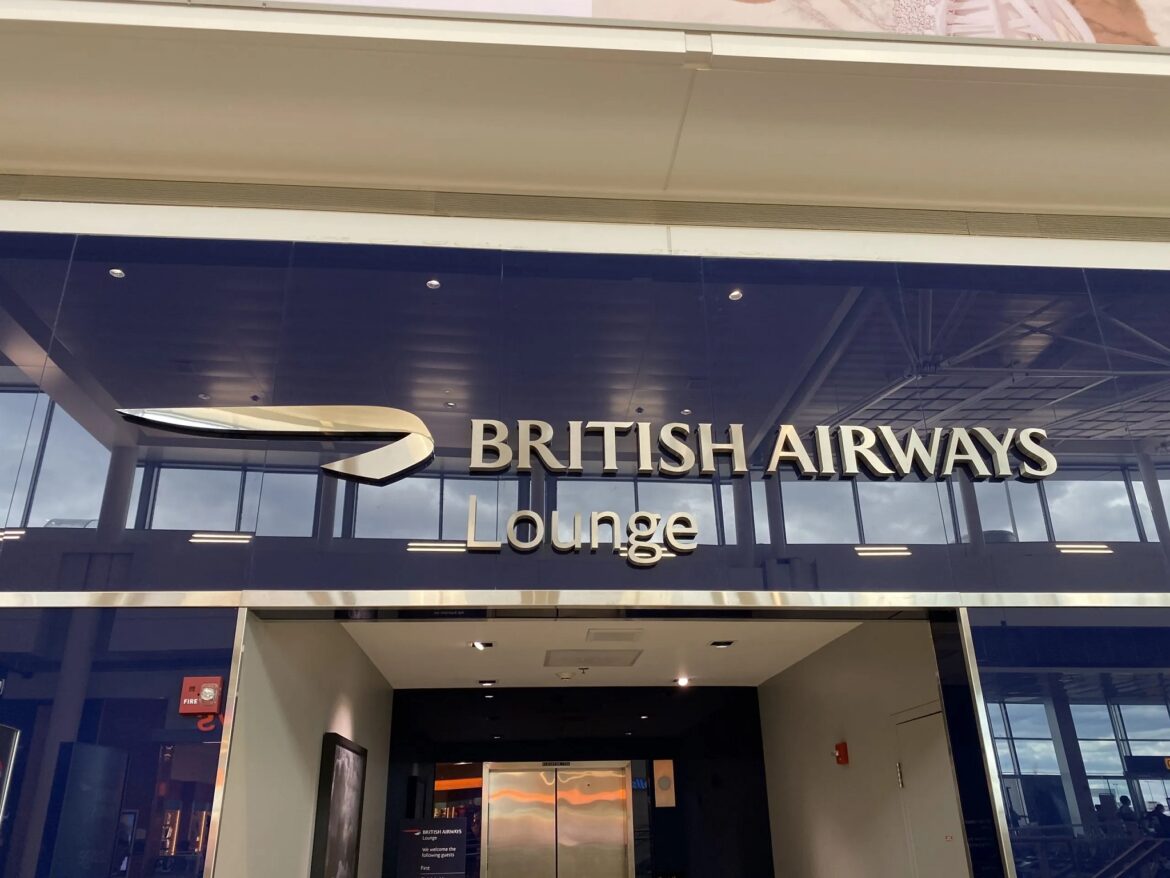 BRITISH AIRWAYS
Lounge
FIRE
BRITISH AIRWAYS
Lounge
We welcome the
following guests
First